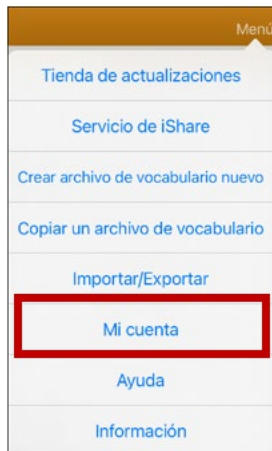 Menú
Tienda de actualizaciones
Servicio de iShare
Crear archivo de vocabulario nuevo
Copiar un archivo de vocabulario
Importar/Exportar
Mi cuenta
Ayuda
Información